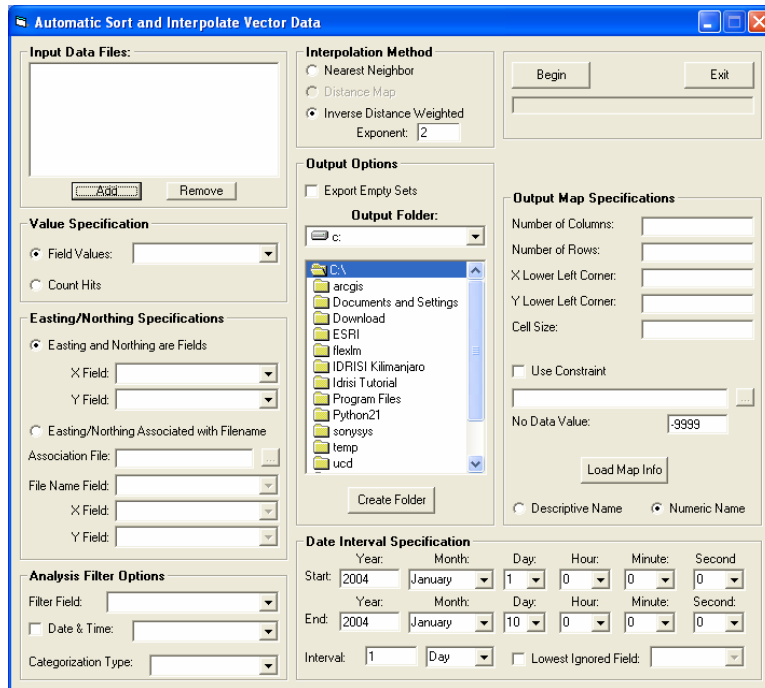 Automatic Sort and Interpolate Vector Data
Input Data Files:
Add
Remove
Value Specification
Field Values:
Count Hits
Easting/Northing Specifications
Easting and Northing are Fields
X Field:
Y Field:
Easting/Northing Associated with Filename
Association File:
...
File Name Field:
X Field:
Y Field:
Analysis Filter Options
Filter Field:
Date & Time:
Categorization Type:
Interpolation Method
Nearest Neighbor
Distance Map
Inverse Distance Weighted
Exponent: 2
Output Options
Export Empty Sets
Output Folder:
c:
C:\
arcgis
Documents and Settings
Download
ESRI
flexlm
IDRISI Kilimanjaro
Idrisi Tutorial
Program Files
Python21
sonysys
temp
ucd
Create Folder
Begin
Exit
Output Map Specifications
Number of Columns:
Number of Rows:
X Lower Left Corner:
Y Lower Left Corner:
Cell Size:
Use Constraint
...
No Data Value: -9999
Load Map Info
Descriptive Name
Numeric Name
Date Interval Specification
Year: Month: Day: Hour: Minute: Second
Start: 2004 January 1 0 0 0
Year: Month: Day: Hour: Minute: Second:
End: 2004 January 10 0 0 0
Interval: 1 Day
Lowest Ignored Field: